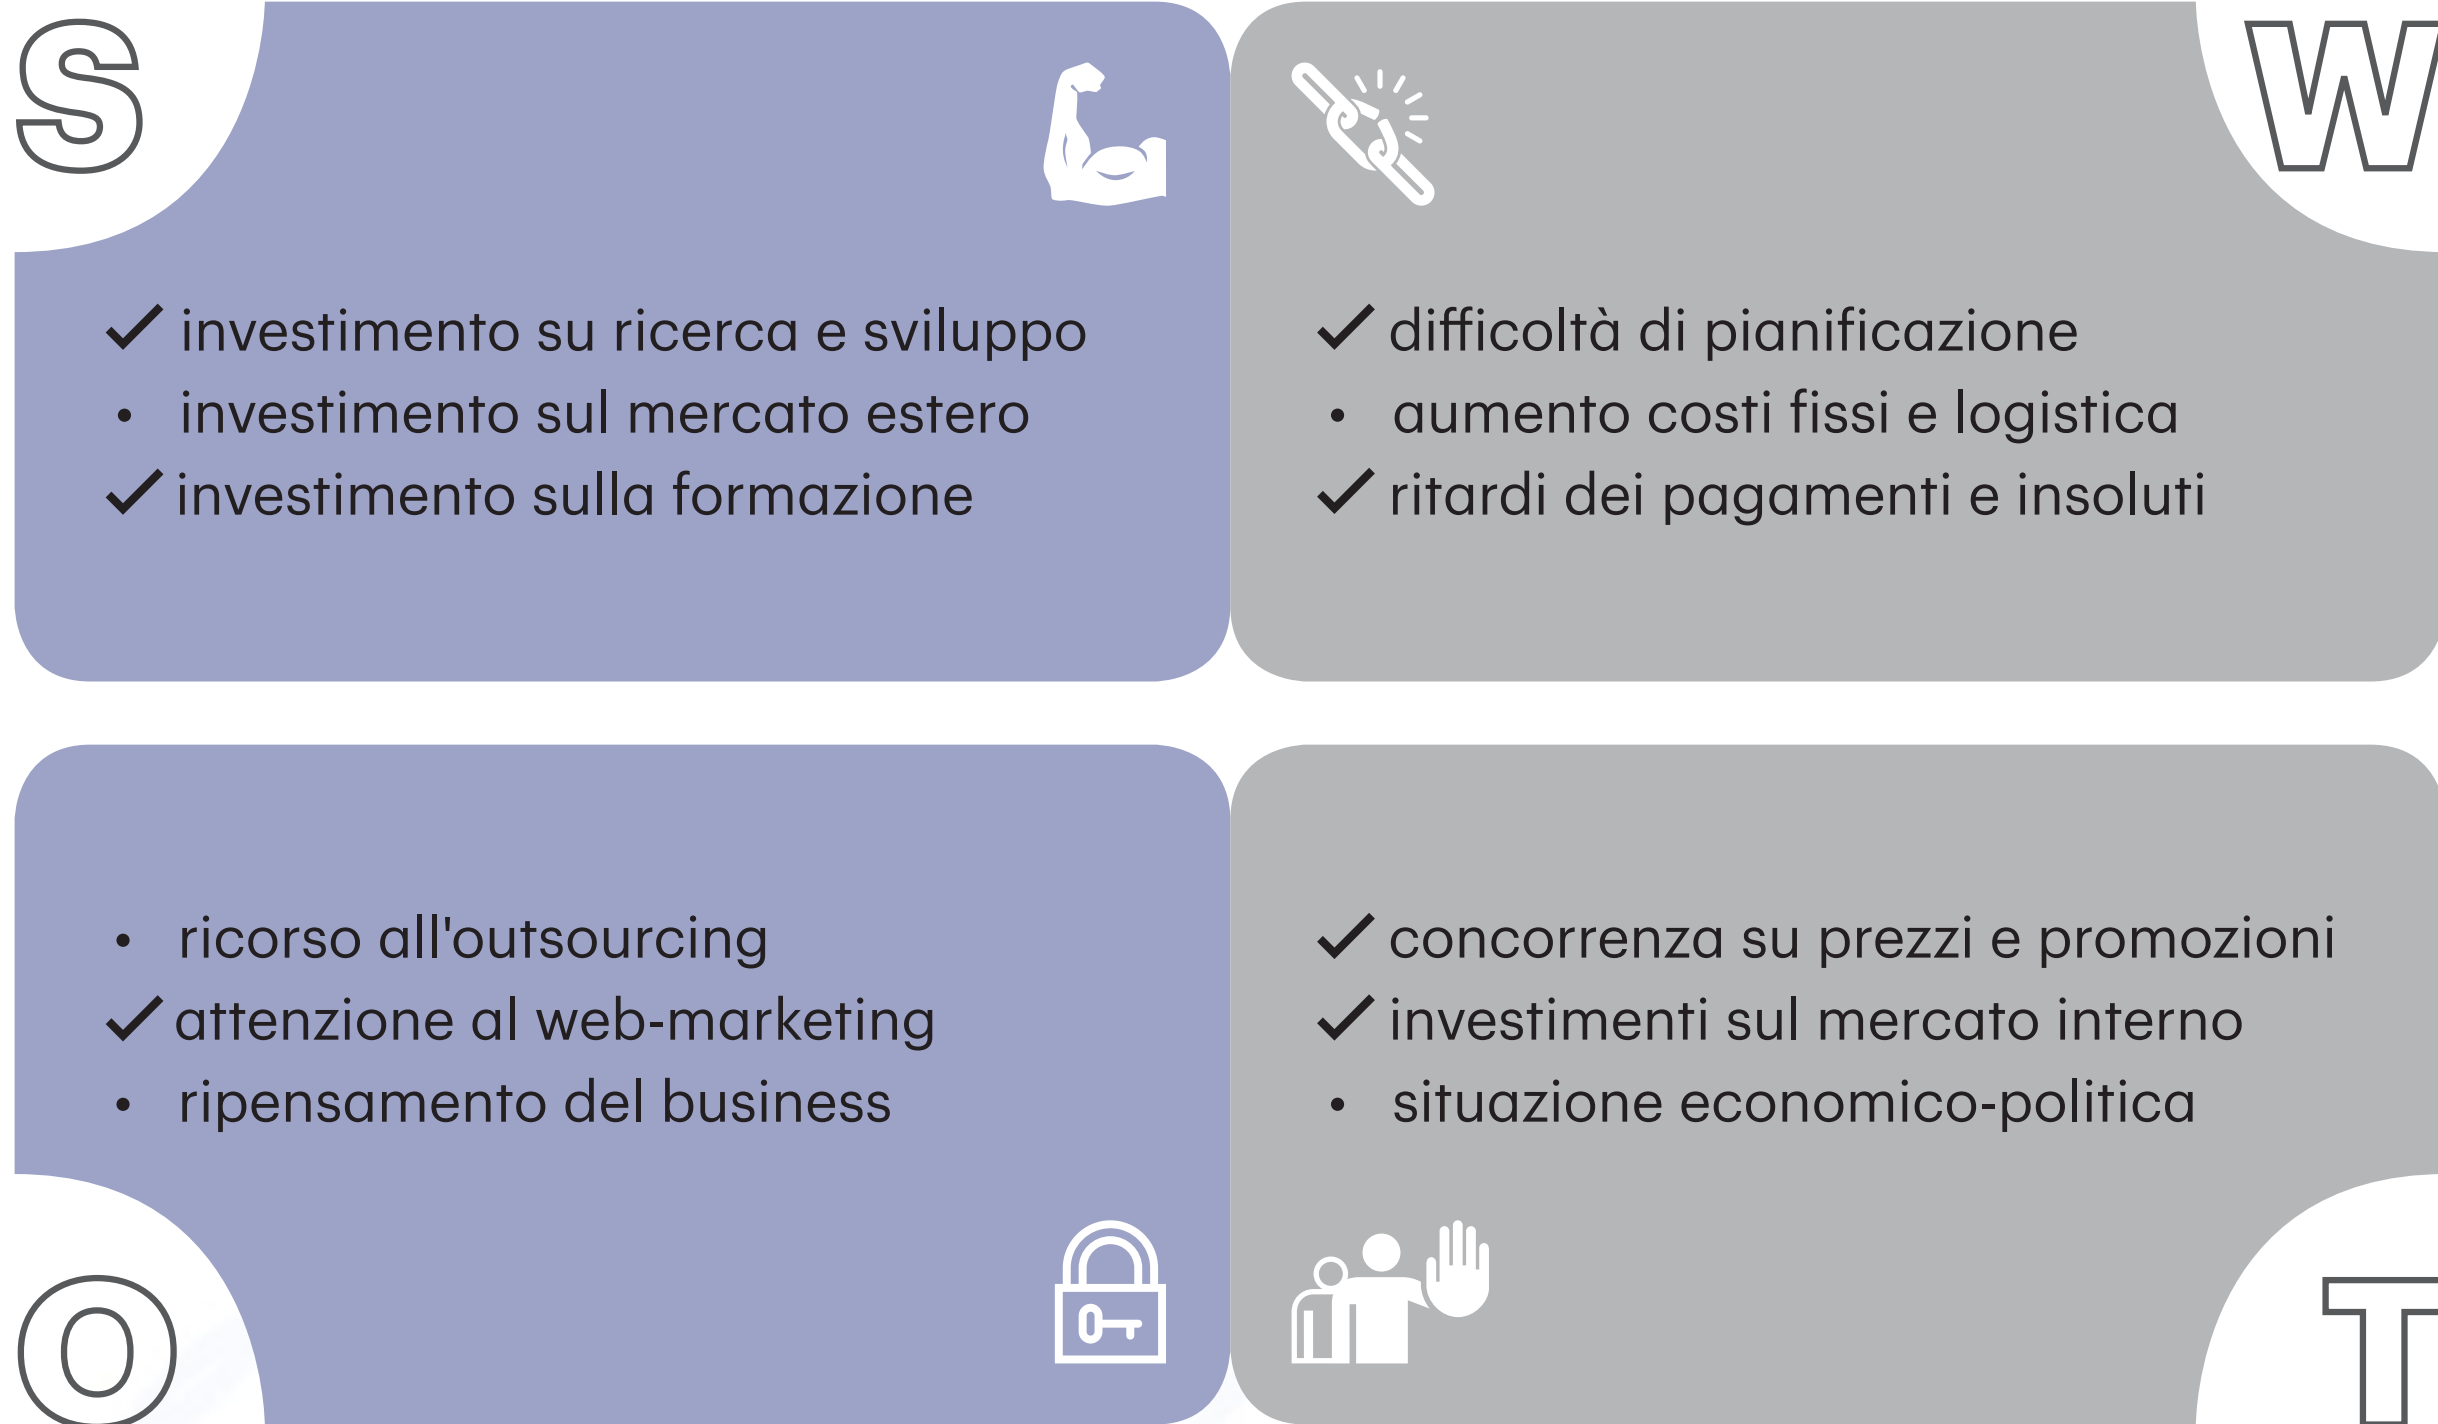 S
W
✓ investimento su ricerca e sviluppo
• investimento sul mercato estero
✓ investimento sulla formazione
✓ difficoltà di pianificazione
• aumento costi fissi e logistica
✓ ritardi dei pagamenti e insoluti
• ricorso all'outsourcing
✓ attenzione al web-marketing
• ripensamento del business
✓ concorrenza su prezzi e promozioni
✓ investimenti sul mercato interno
• situazione economico-politica
O
T